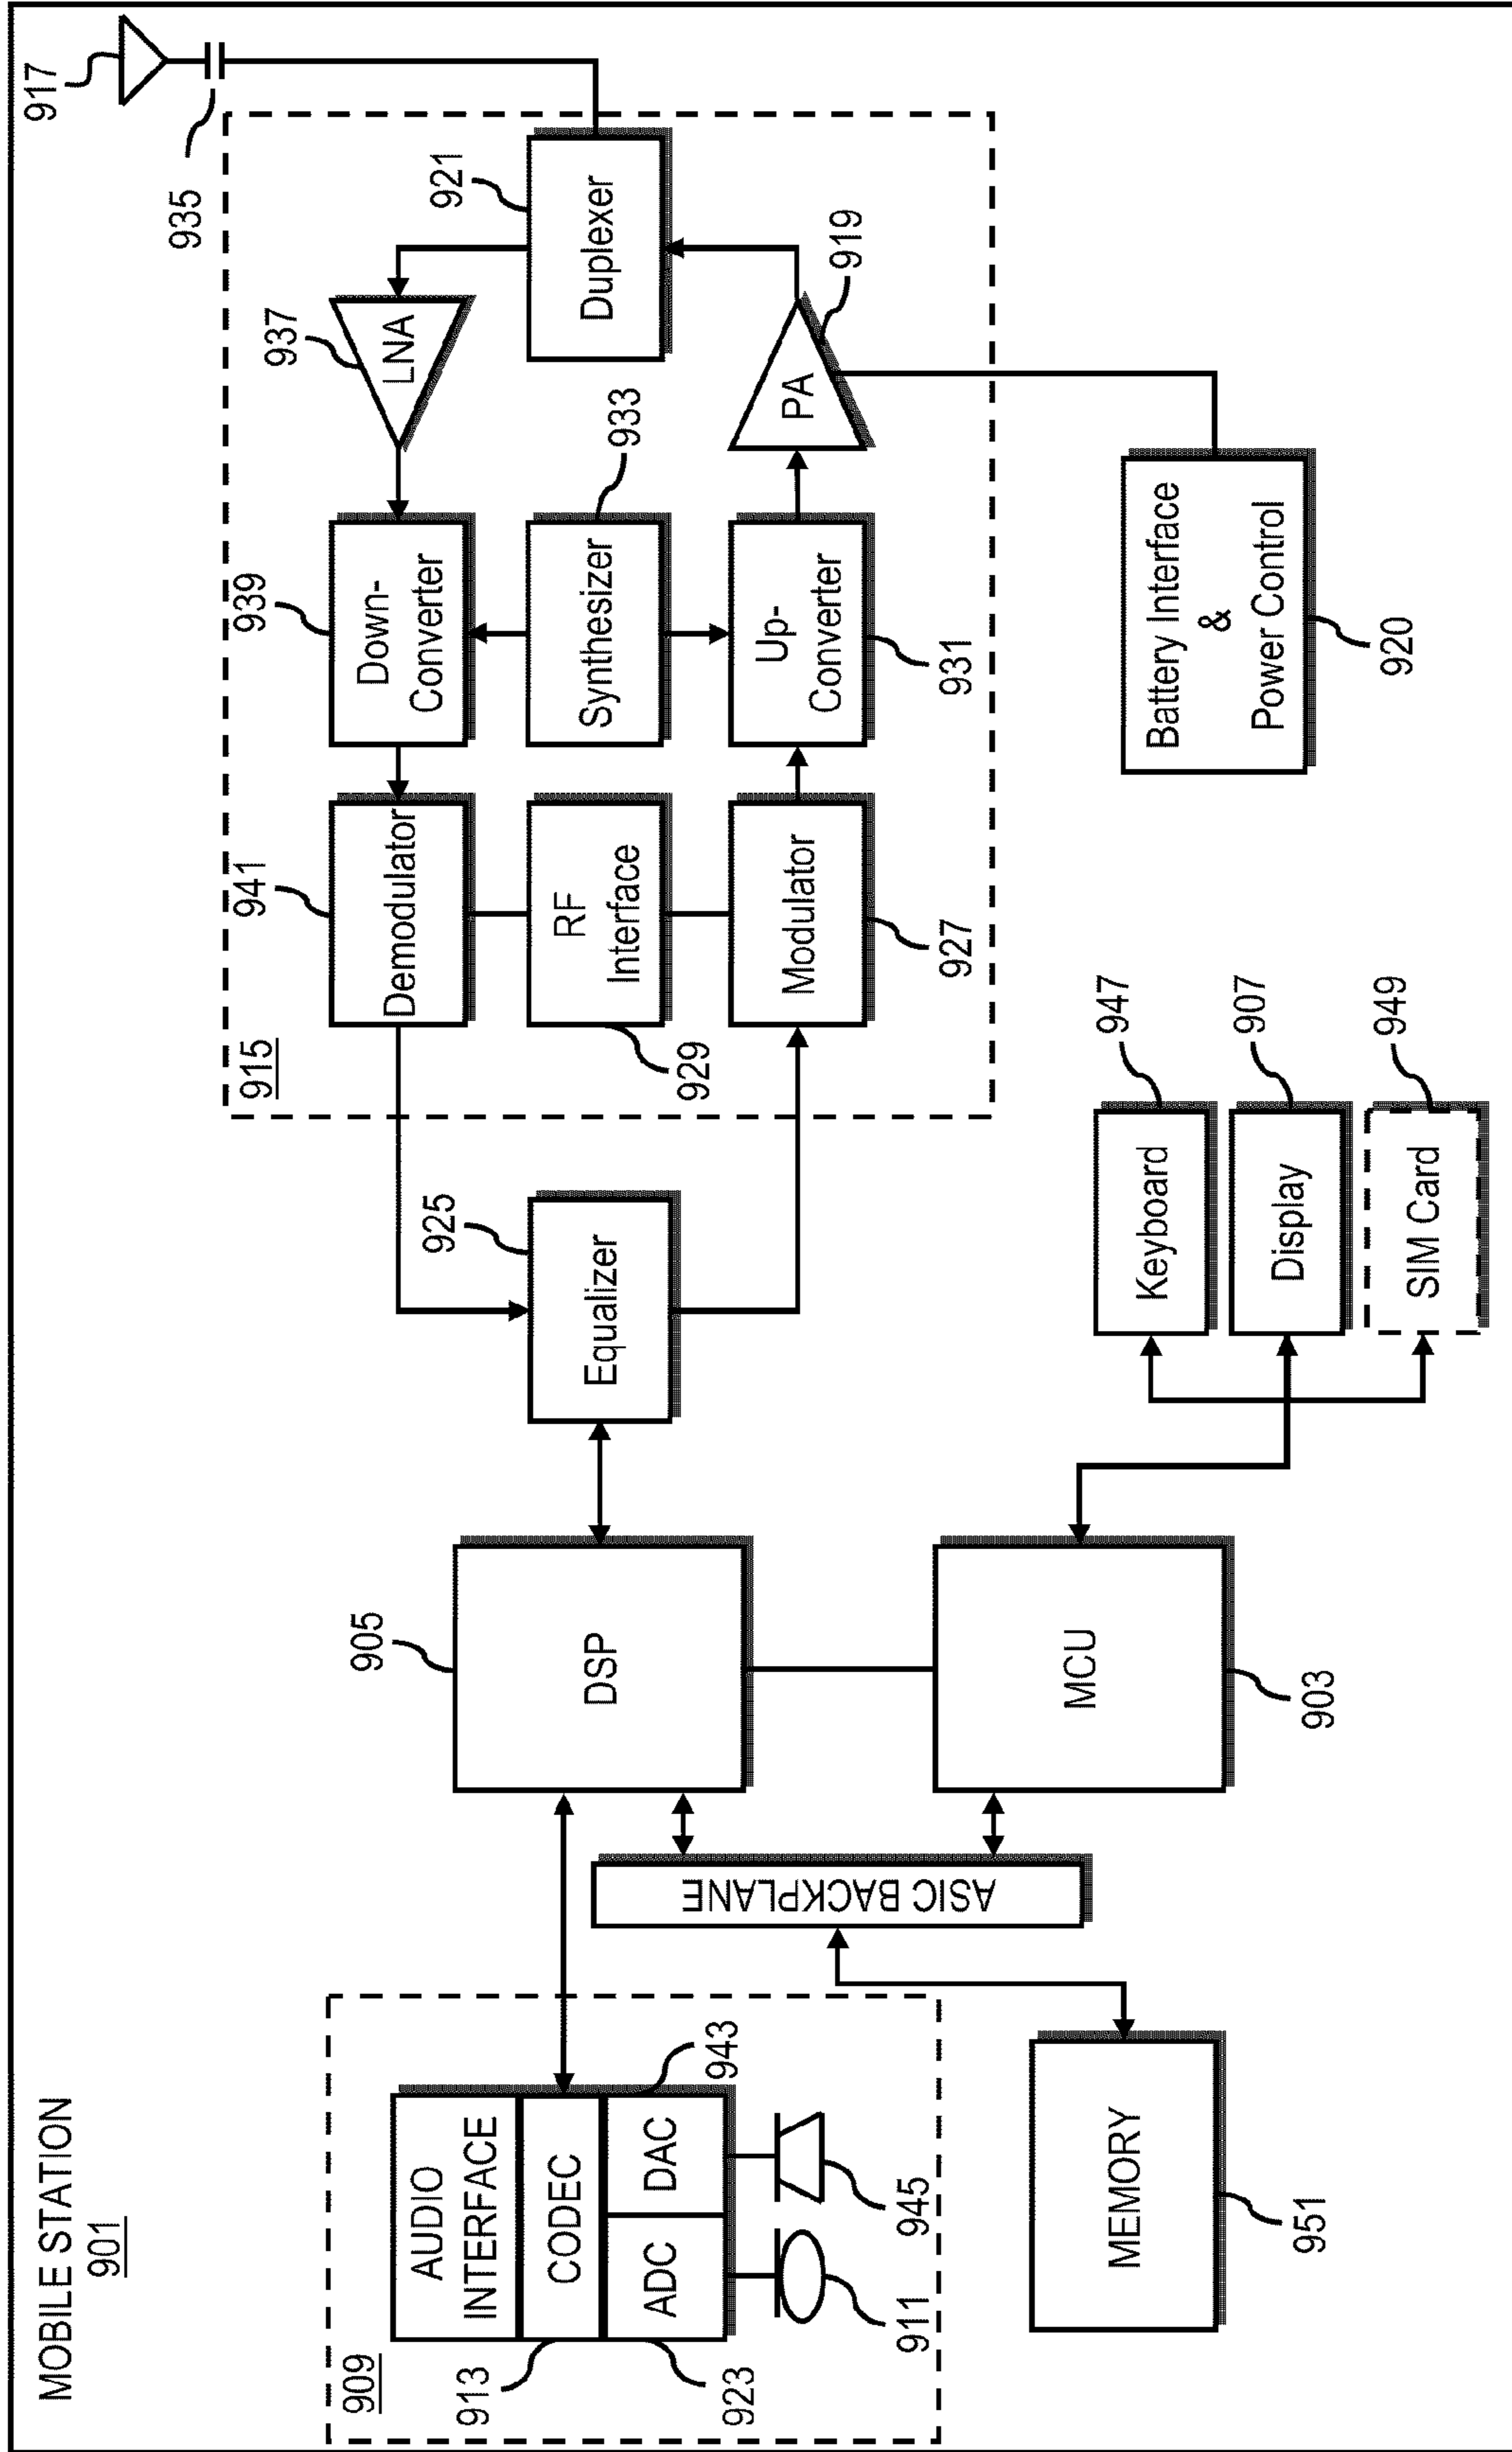 MOBILE STATION
901
909
AUDIO
INTERFACE
CODEC
ADC
DAC
913
923
943
911
945
MEMORY
951
ASIC BACKPLANE
905
DSP
MCU
903
925
Equalizer
915
941
Demodulator
RF
Interface
929
Modulator
927
939
Down-
Converter
Synthesizer
933
Up-
Converter
931
937
LNA
PA
919
921
Duplexer
935
917
947
Keyboard
907
Display
949
SIM Card
Battery Interface
&
Power Control
920